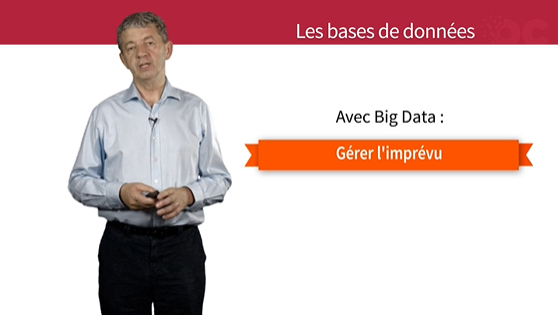 Les bases de données
Avec Big Data :
Gérer l'imprévu